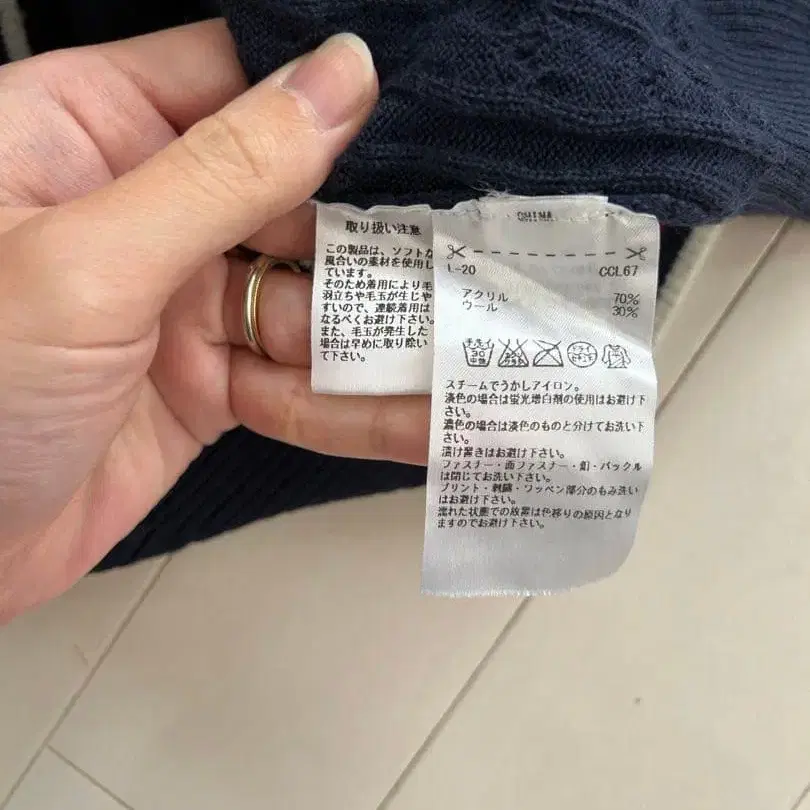 取り扱い注意
この製品は、ソフトな
風合いの素材を使用し
ています。
そのため着用により毛
羽立ちや毛玉が生じや
すいので、連続着用は
なるべくお避け下さい。
また、毛玉が発生した
場合は早めに取り除い
て下さい。
CHINA
L-20 CCL67
アクリル 70%
ウール 30%
手モミ 30 中性
ドライ
スチームでうかしアイロン。
淡色の場合は蛍光増白剤の使用はお避け下
さい。
濃色の場合は淡色のものと分けてお洗い下
さい。
漬け置きはお避け下さい。
ファスナー・面ファスナー・釦・バックル
は閉じてお洗い下さい。
プリント・刺繍・ワッペン部分のもみ洗い
はお避け下さい。
濡れた状態での放置は色移りの原因となり
ますのでお避け下さい。